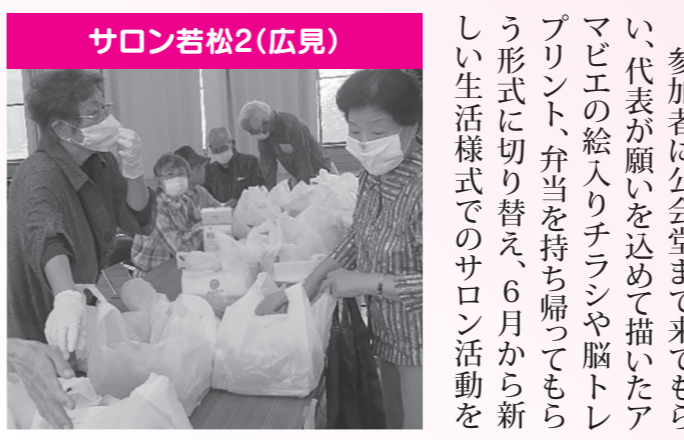 サロン若松2(広見)
参加者に公会堂まで来てもら
い、代表が願いを込めて描いたア
マビエの絵入りチラシや脳トレ
プリント、弁当を持ち帰ってもら
う形式に切り替え、6月から新
しい生活様式でのサロン活動を